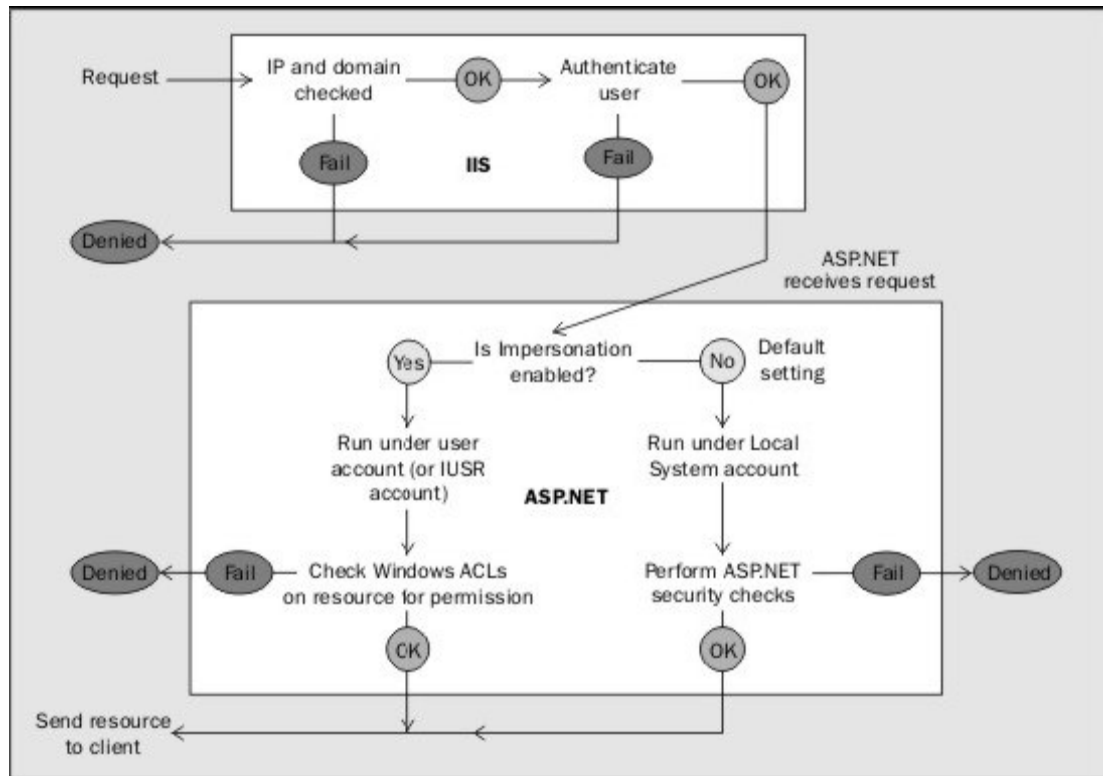 Request
IP and domain
checked
OK
Authenticate
user
OK
Fail
IIS
Fail
Denied
ASP.NET
receives request
Yes
Is Impersonation
enabled?
No
Default
setting
Run under user
account (or IUSR
account)
Run under Local
System account
ASP.NET
Denied
Fail
Check Windows ACLs
on resource for permission
Perform ASP.NET
security checks
Fail
Denied
OK
OK
Send resource
to client